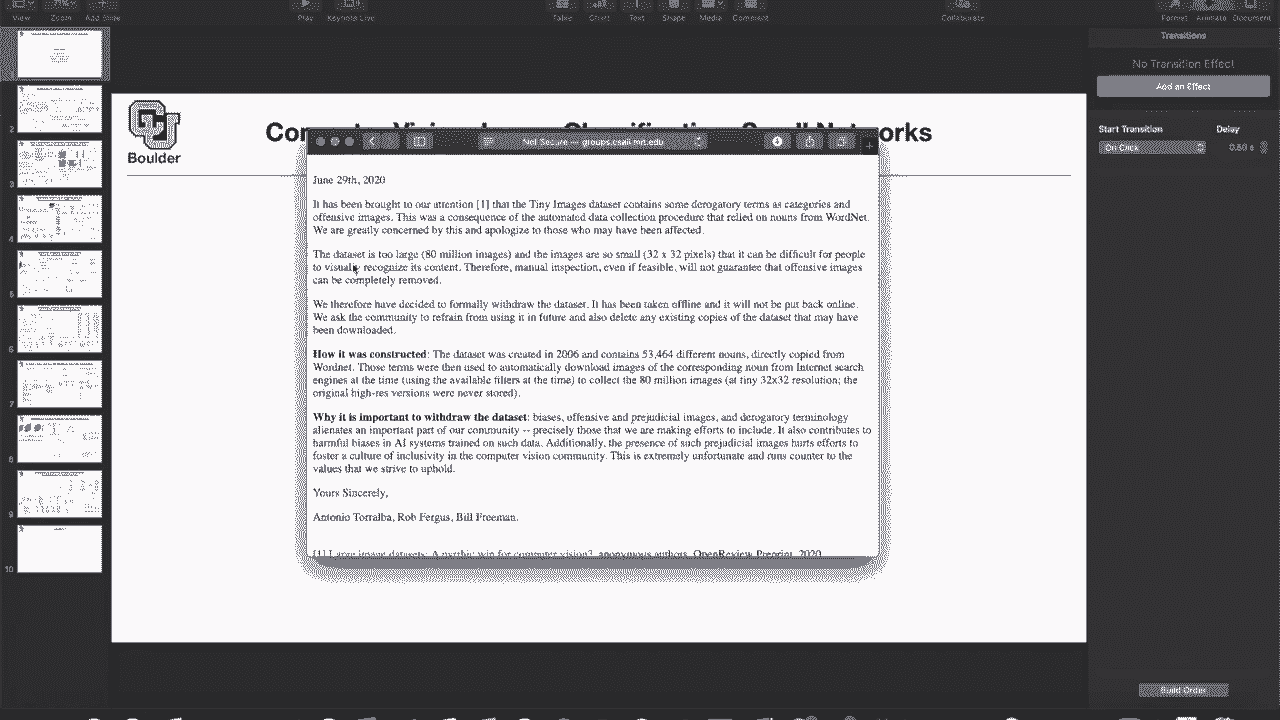 View
Zoom
Add Slide
Play
Keynote Live
Table
Chart
Text
Shape
Media
Comment
Collaborate
Format
Animate
Document
Transitions
No Transition Effect
Add an Effect
Start Transition
Delay
On Click
0.50 s
Boulder
Not Secure — groups.csail.mit.edu
June 29th, 2020
It has been brought to our attention [1] that the Tiny Images dataset contains some derogatory terms as categories and
offensive images. This was a consequence of the automated data collection procedure that relied on nouns from WordNet.
We are greatly concerned by this and apologize to those who may have been affected.
The dataset is too large (80 million images) and the images are so small (32 x 32 pixels) that it can be difficult for people
to visually recognize its content. Therefore, manual inspection, even if feasible, will not guarantee that offensive images
can be completely removed.
We therefore have decided to formally withdraw the dataset. It has been taken offline and it will not be put back online.
We ask the community to refrain from using it in future and also delete any existing copies of the dataset that may have
been downloaded.
How it was constructed: The dataset was created in 2006 and contains 53,464 different nouns, directly copied from
Wordnet. Those terms were then used to automatically download images of the corresponding noun from Internet search
engines at the time (using the available filters at the time) to collect the 80 million images (at tiny 32x32 resolution; the
original high-res versions were never stored).
Why it is important to withdraw the dataset: biases, offensive and prejudicial images, and derogatory terminology
alienates an important part of our community -- precisely those that we are making efforts to include. It also contributes to
harmful biases in AI systems trained on such data. Additionally, the presence of such prejudicial images hurts efforts to
foster a culture of inclusivity in the computer vision community. This is extremely unfortunate and runs counter to the
values that we strive to uphold.
Yours Sincerely,
Antonio Torralba, Rob Fergus, Bill Freeman.
[1] Large image datasets: A pyrrhic win for computer vision?, anonymous authors, OpenReview Preprint, 2020
2
3
4
5
6
7
8
9
10
Build Order